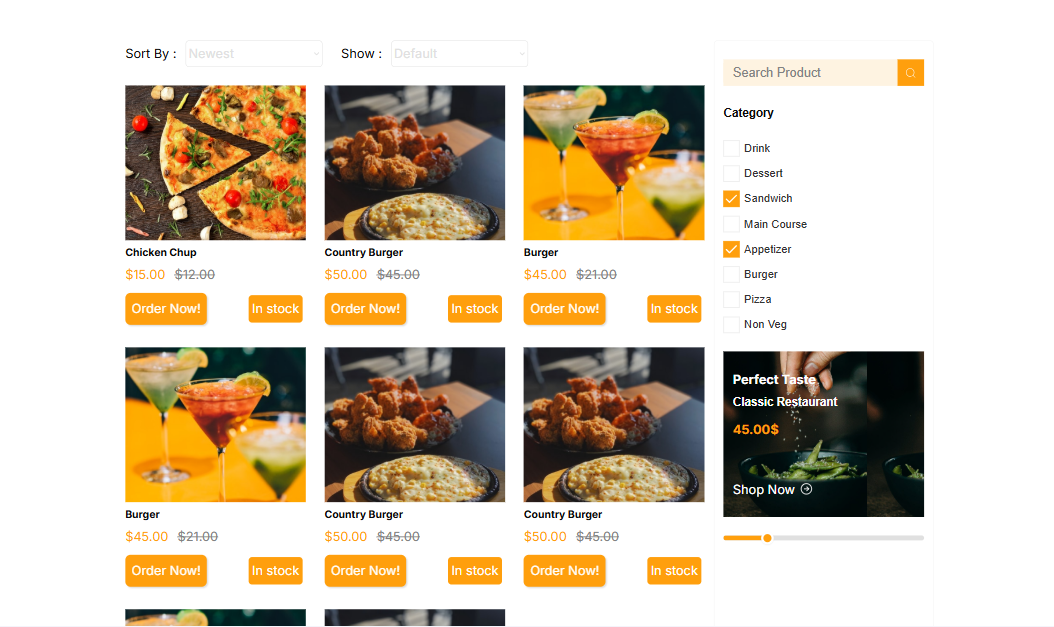 Sort By : Newest Show : Default
Chicken Chup
$15.00 $12.00
Order Now! In stock
Country Burger
$50.00 $45.00
Order Now! In stock
Burger
$45.00 $21.00
Order Now! In stock
Burger
$45.00 $21.00
Order Now! In stock
Country Burger
$50.00 $45.00
Order Now! In stock
Country Burger
$50.00 $45.00
Order Now! In stock
Search Product
Category
Drink
Dessert
Sandwich
Main Course
Appetizer
Burger
Pizza
Non Veg
Perfect Taste
Classic Restaurant
45.00$
Shop Now